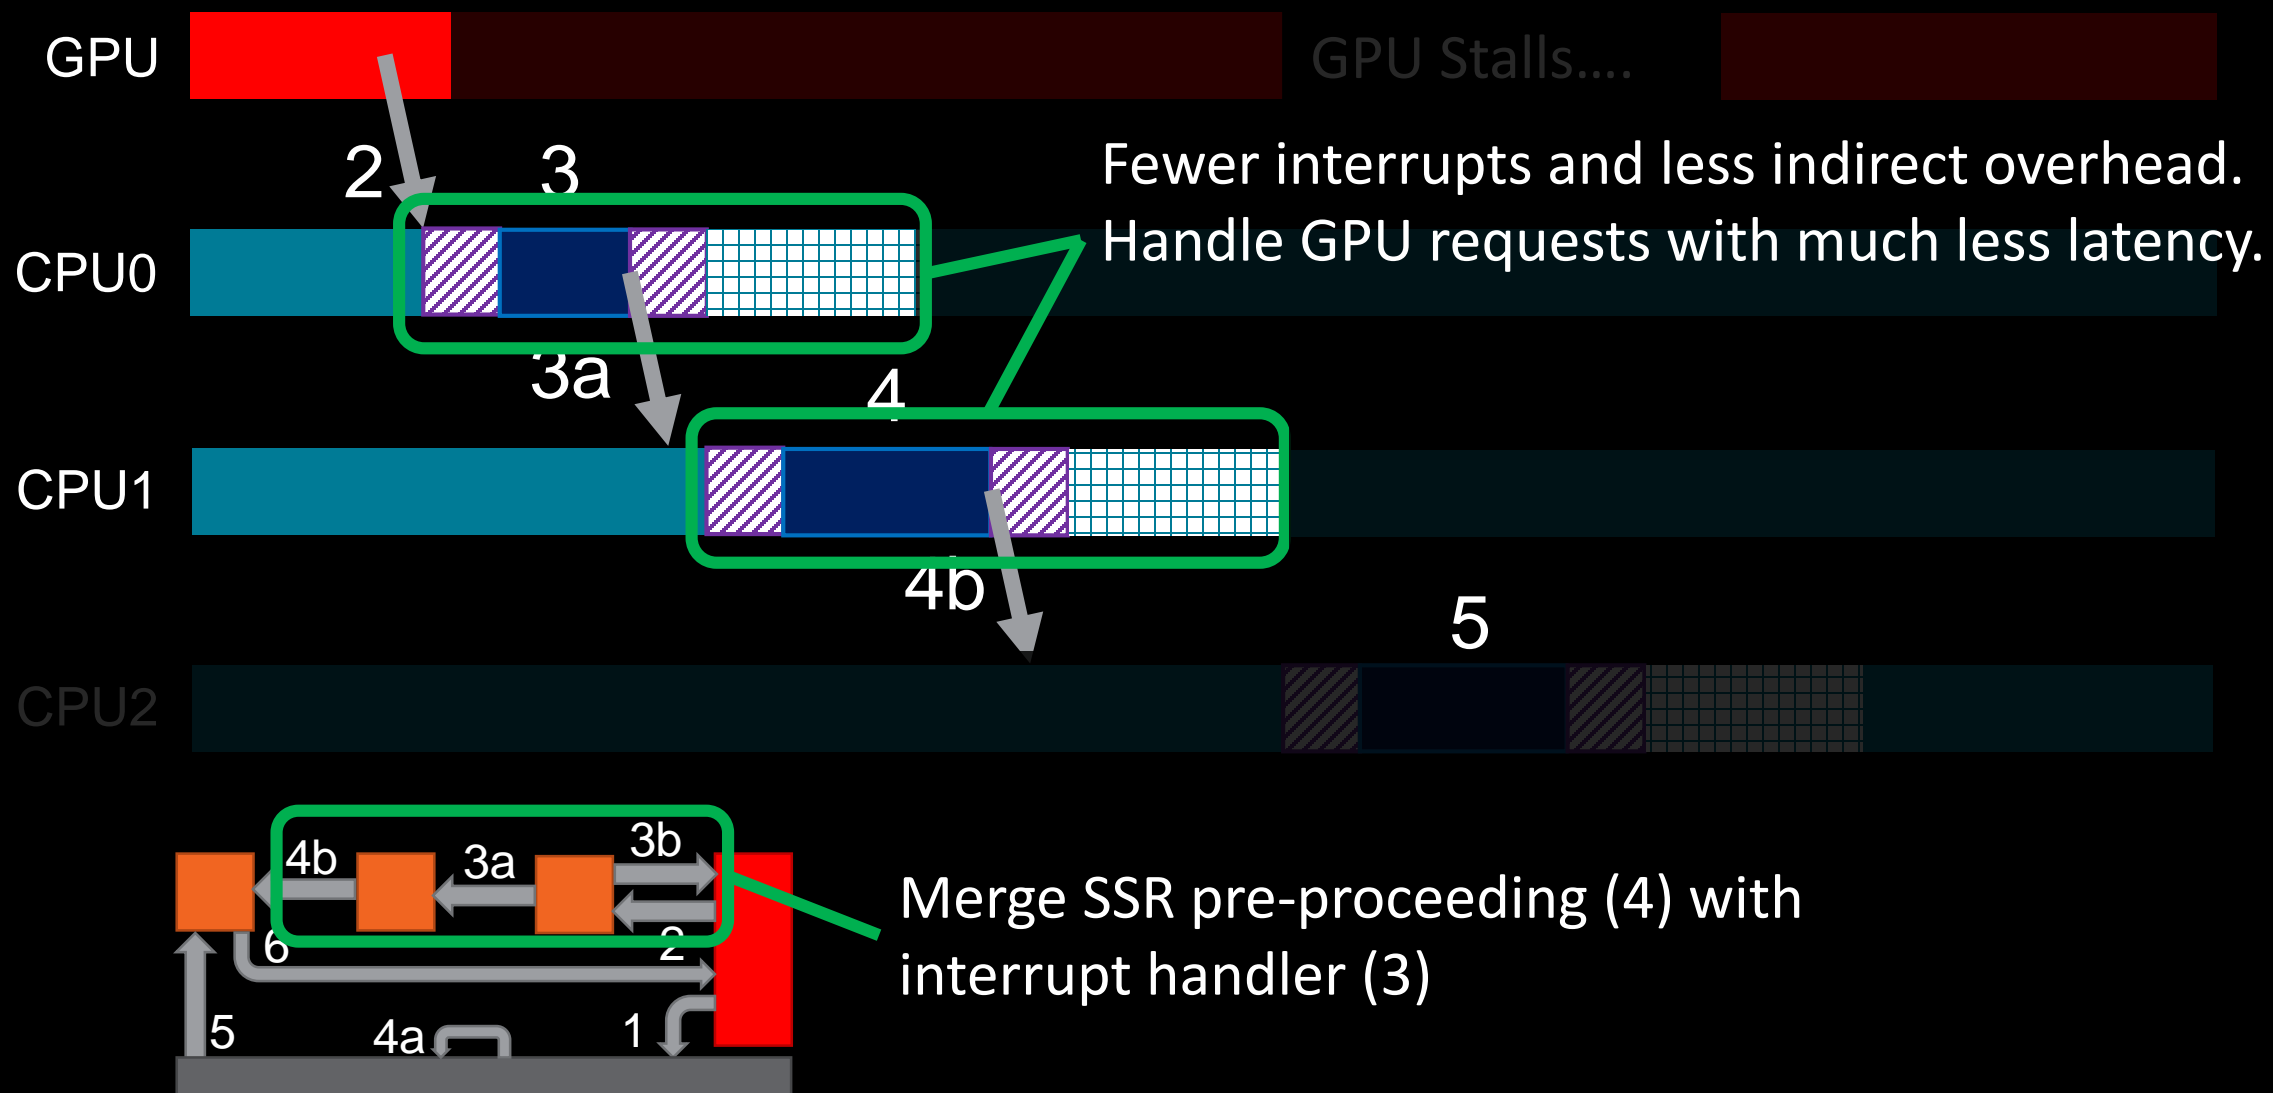 GPU
GPU Stalls....
2
3
Fewer interrupts and less indirect overhead.
Handle GPU requests with much less latency.
CPU0
3a
4
CPU1
4b
5
CPU2
4b
3a
3b
6
2
5
4a
1
Merge SSR pre-proceeding (4) with
interrupt handler (3)